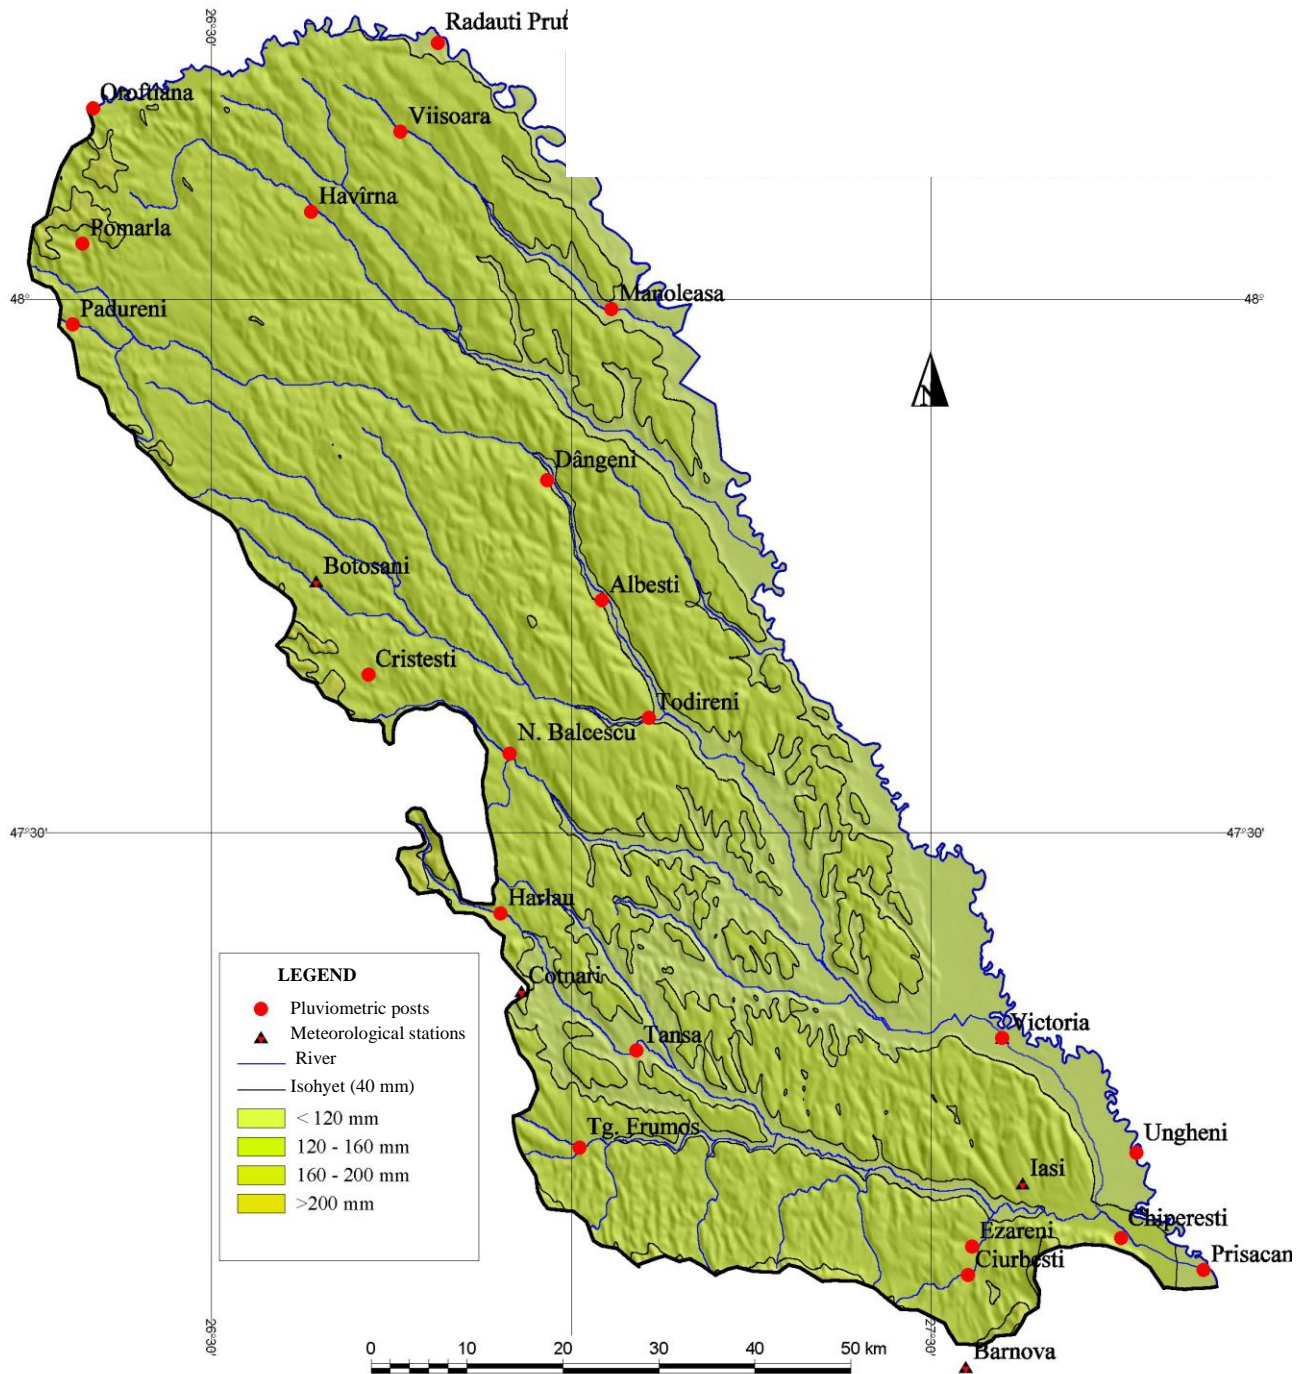 Radauti Prut
26°30'
Oroftiana
Viisoara
Havîrna
Pomarla
48°
Manoleasa
48°
Padureni
N
Dângeni
Botosani
Albesti
Cristesti
Todireni
N. Balcescu
47°30'
47°30'
Harlau
LEGEND
Cotnari
Pluviometric posts
Victoria
Meteorological stations
Tansa
River
Isohyet (40 mm)
< 120 mm
Tg. Frumos
Ungheni
120 - 160 mm
Iasi
160 - 200 mm
>200 mm
Chiperesti
Ezareni
Prisacan
Ciurbesti
26°30'
27°30'
0 10 20 30 40 50 km
Barnova